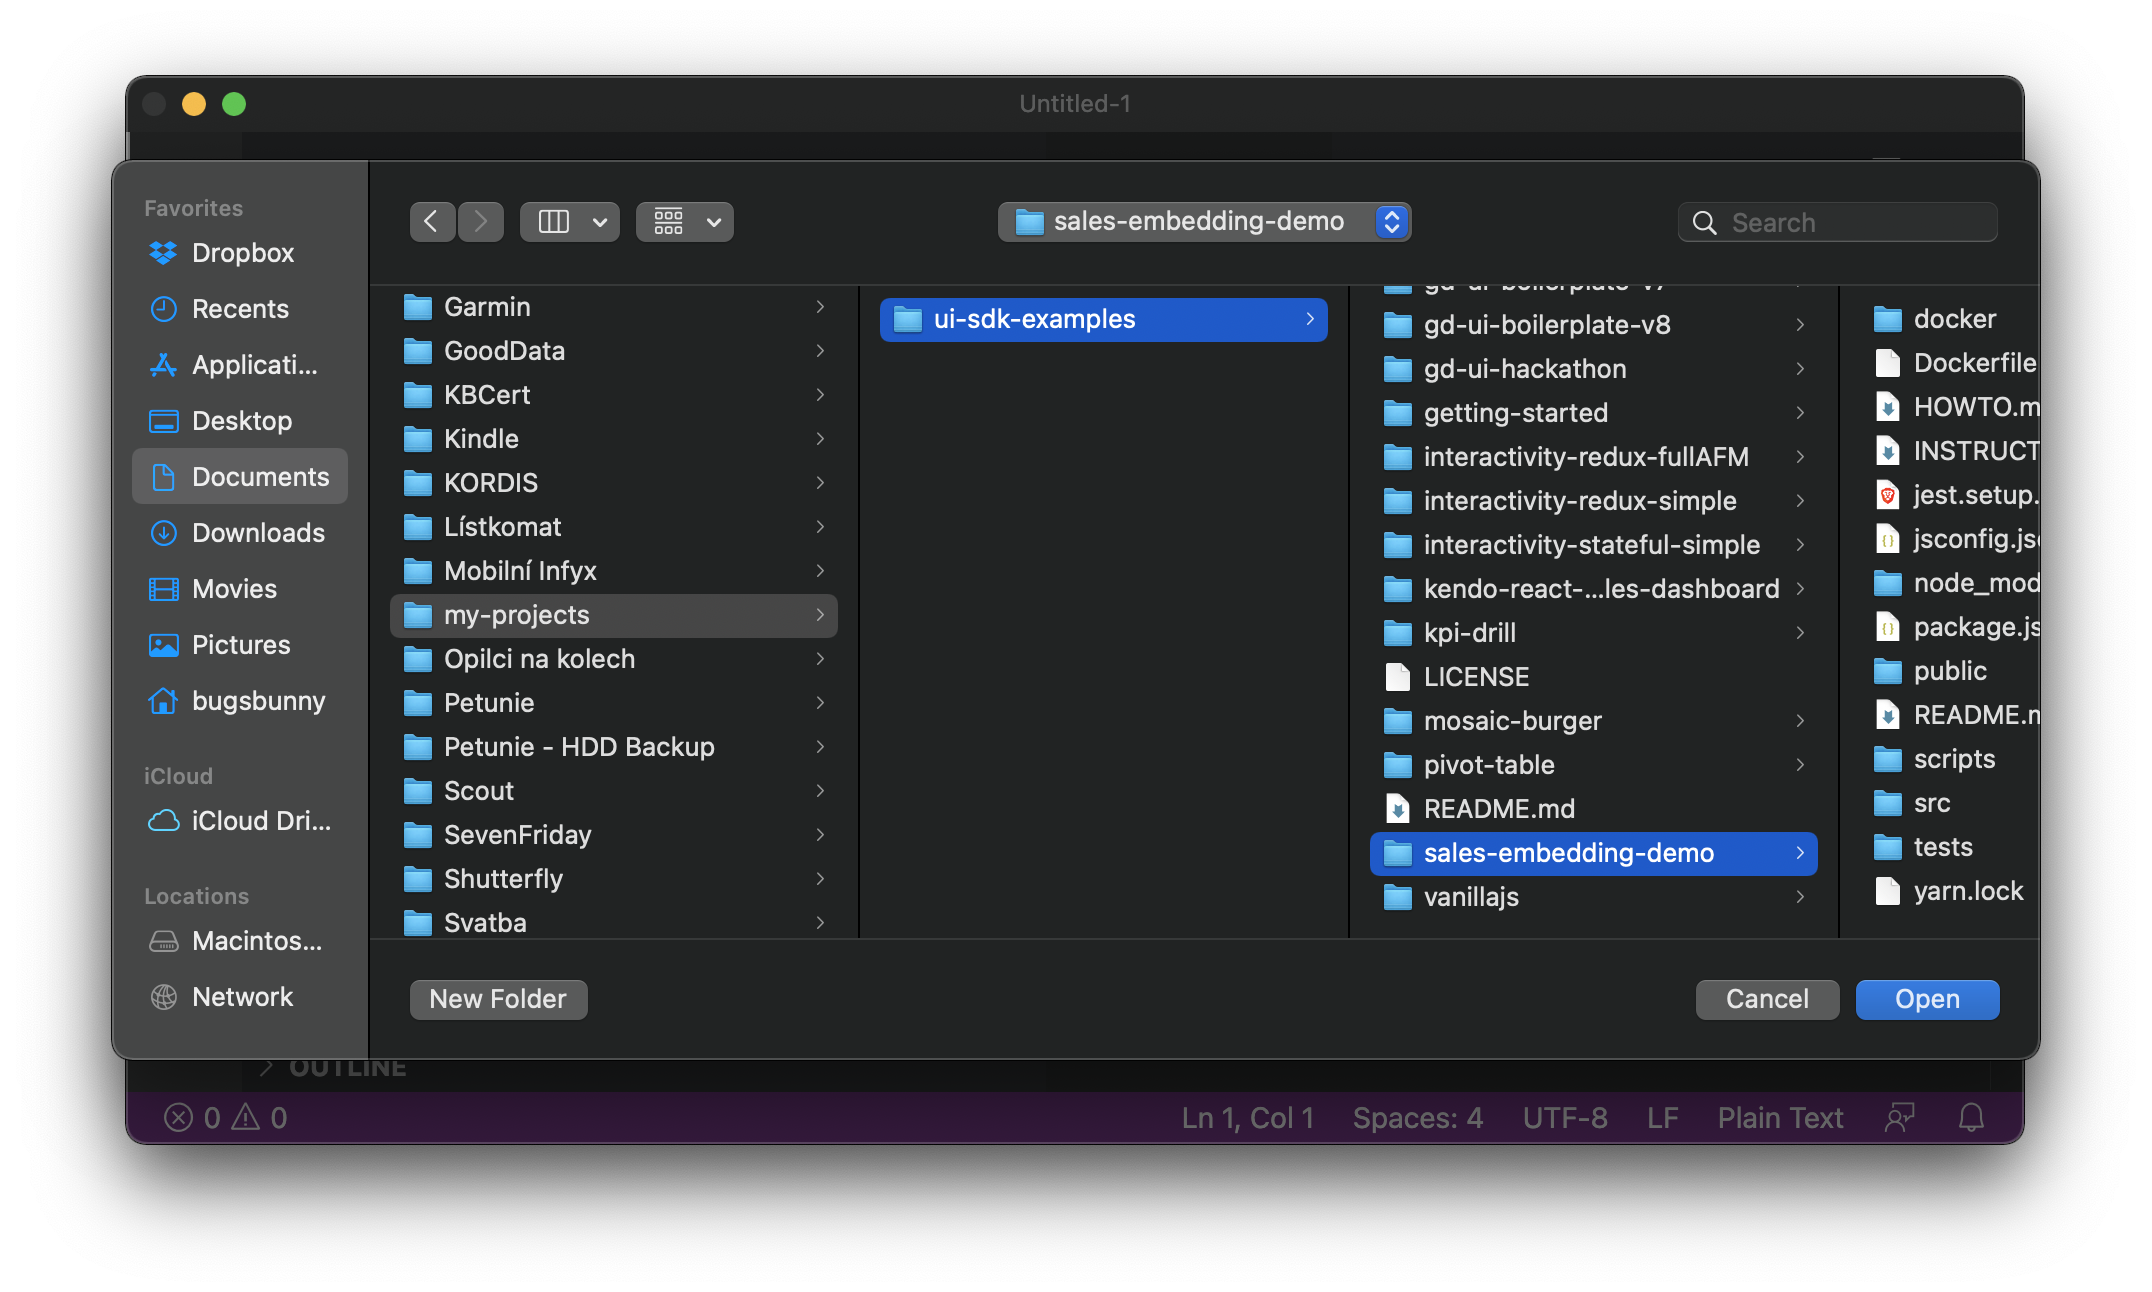 Untitled-1
Favorites
Dropbox
Recents
Applicati...
Desktop
Documents
Downloads
Movies
Pictures
bugsbunny
iCloud
iCloud Dri...
Locations
Macintos...
Network
sales-embedding-demo
Search
Garmin
GoodData
KBCert
Kindle
KORDIS
Lístkomat
Mobilní Infyx
my-projects
Opilci na kolech
Petunie
Petunie - HDD Backup
Scout
SevenFriday
Shutterfly
Svatba
ui-sdk-examples
gd-ui-boilerplate-v7
gd-ui-boilerplate-v8
gd-ui-hackathon
getting-started
interactivity-redux-fullAFM
interactivity-redux-simple
interactivity-stateful-simple
kendo-react-...les-dashboard
kpi-drill
LICENSE
mosaic-burger
pivot-table
README.md
sales-embedding-demo
vanillajs
docker
Dockerfile
HOWTO.m
INSTRUCT
jest.setup.
jsconfig.jso
node_mod
package.js
public
README.m
scripts
src
tests
yarn.lock
New Folder
Cancel
Open
OUTLINE
0 0
Ln 1, Col 1 Spaces: 4 UTF-8 LF Plain Text